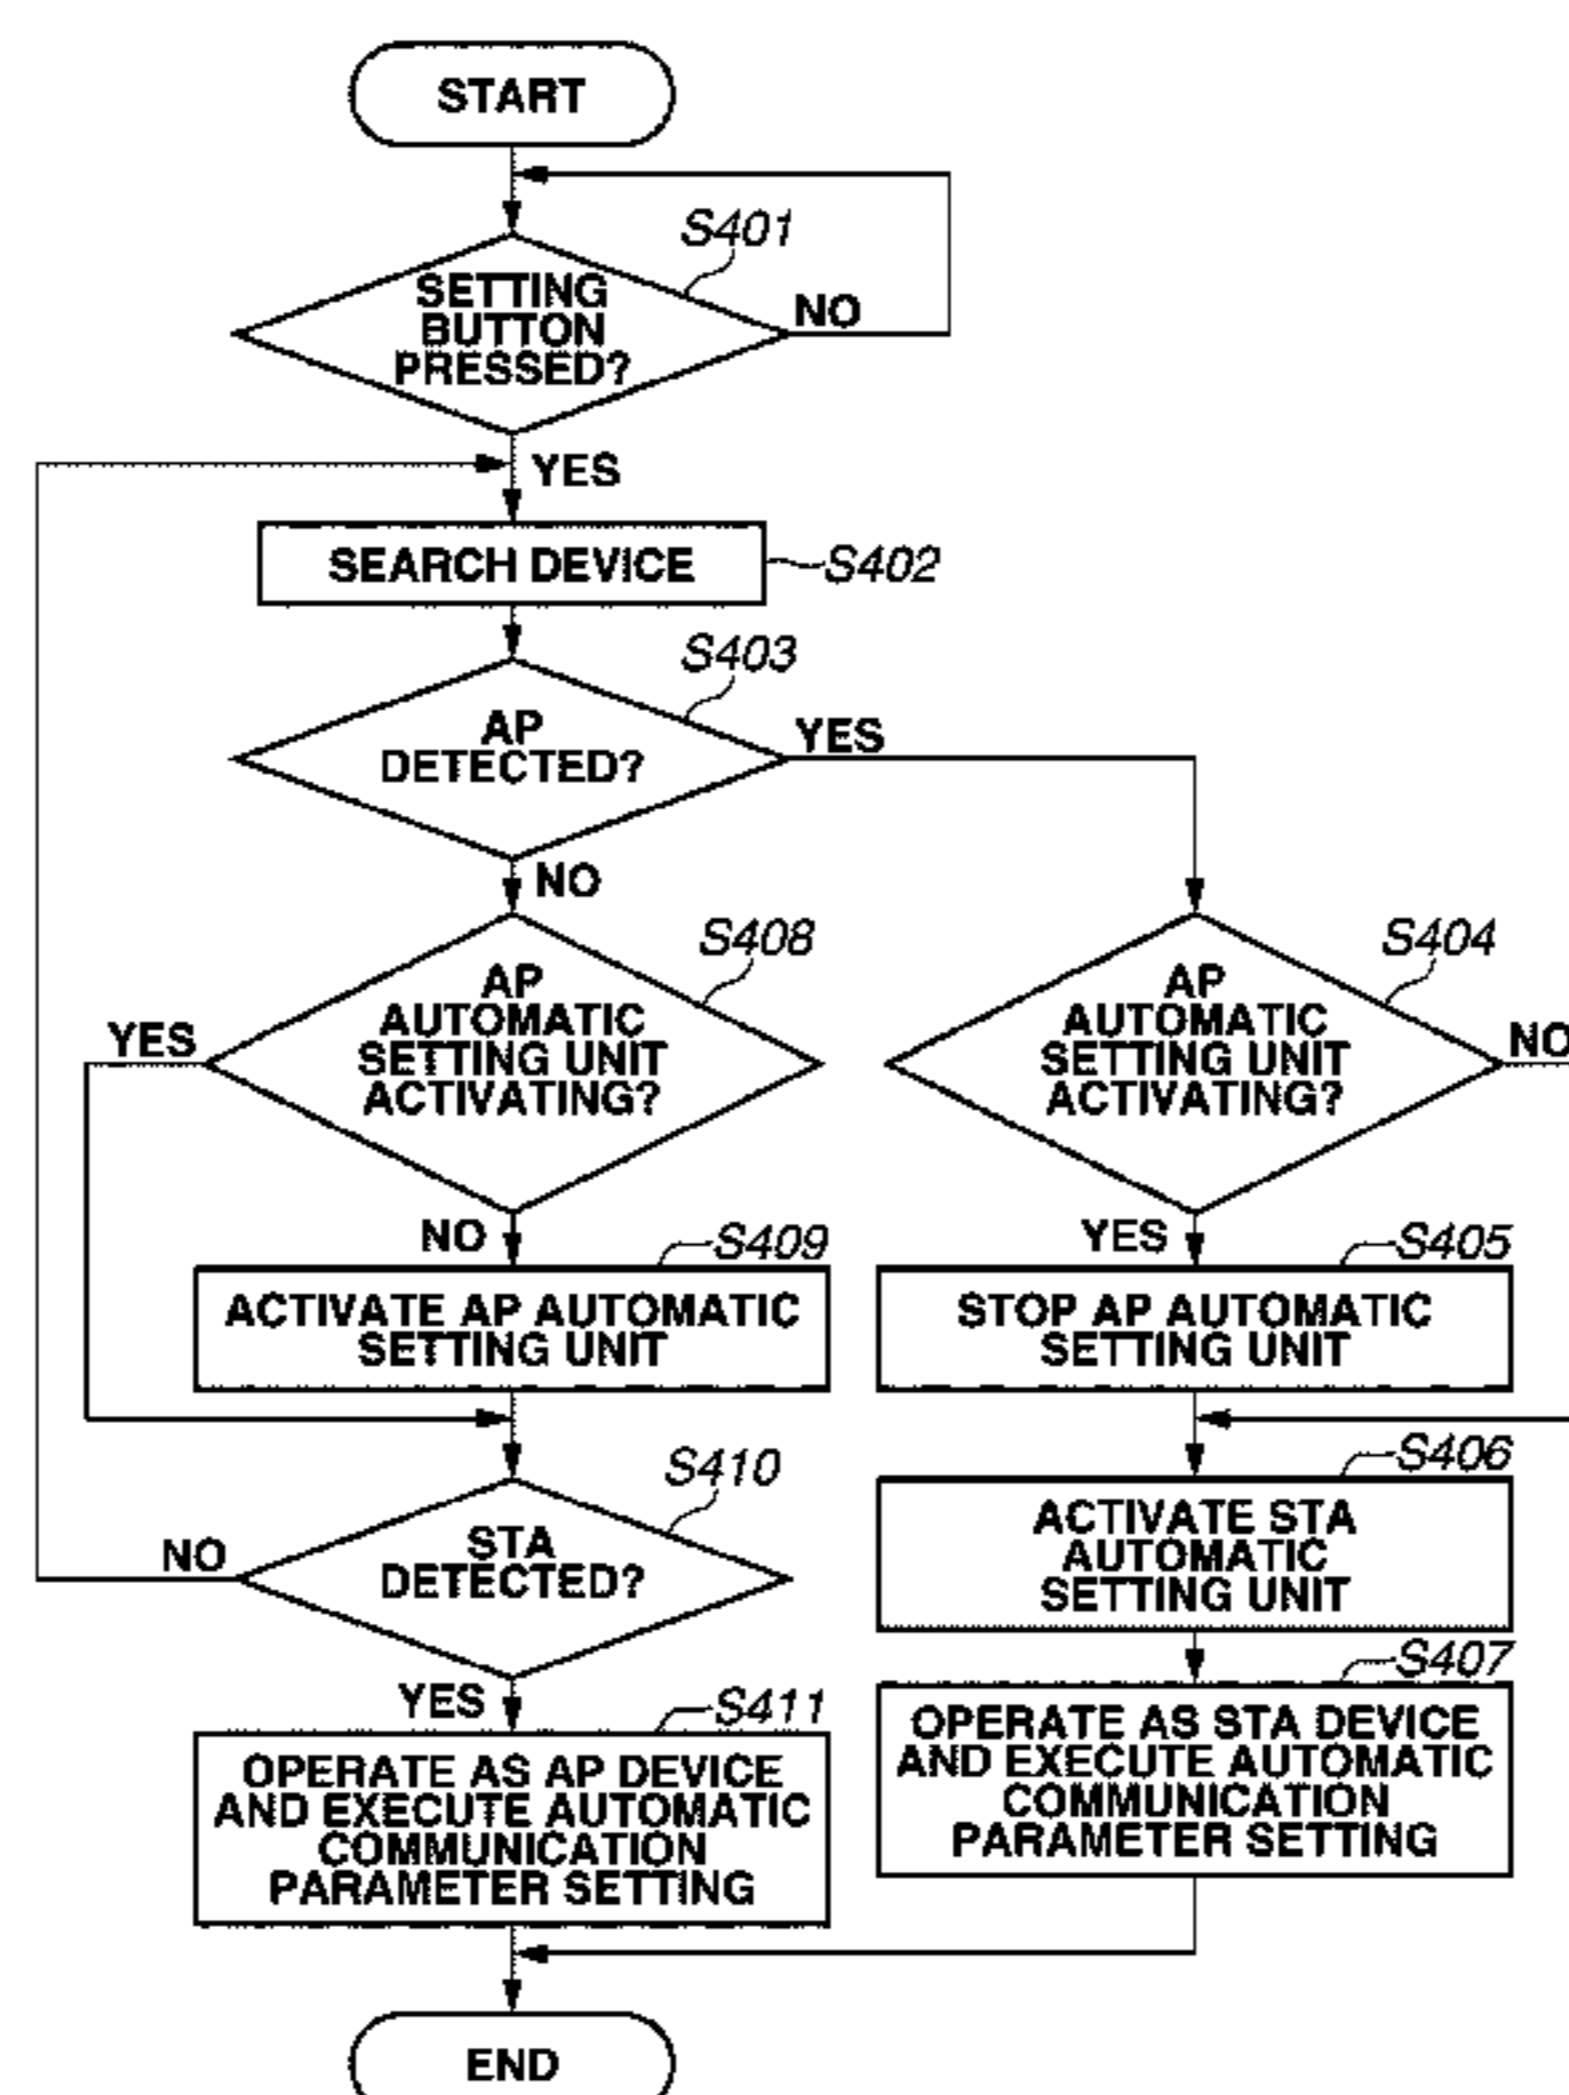 START
S401
SETTING
BUTTON
PRESSED?
NO
YES
SEARCH DEVICE
S402
S403
AP
DETECTED?
YES
NO
S408
AP
AUTOMATIC
SETTING UNIT
ACTIVATING?
YES
NO
S404
AP
AUTOMATIC
SETTING UNIT
ACTIVATING?
NO
YES
S409
ACTIVATE AP AUTOMATIC
SETTING UNIT
S405
STOP AP AUTOMATIC
SETTING UNIT
S410
STA
DETECTED?
NO
YES
S406
ACTIVATE STA
AUTOMATIC
SETTING UNIT
S407
OPERATE AS STA DEVICE
AND EXECUTE AUTOMATIC
COMMUNICATION
PARAMETER SETTING
S411
OPERATE AS AP DEVICE
AND EXECUTE AUTOMATIC
COMMUNICATION
PARAMETER SETTING
END